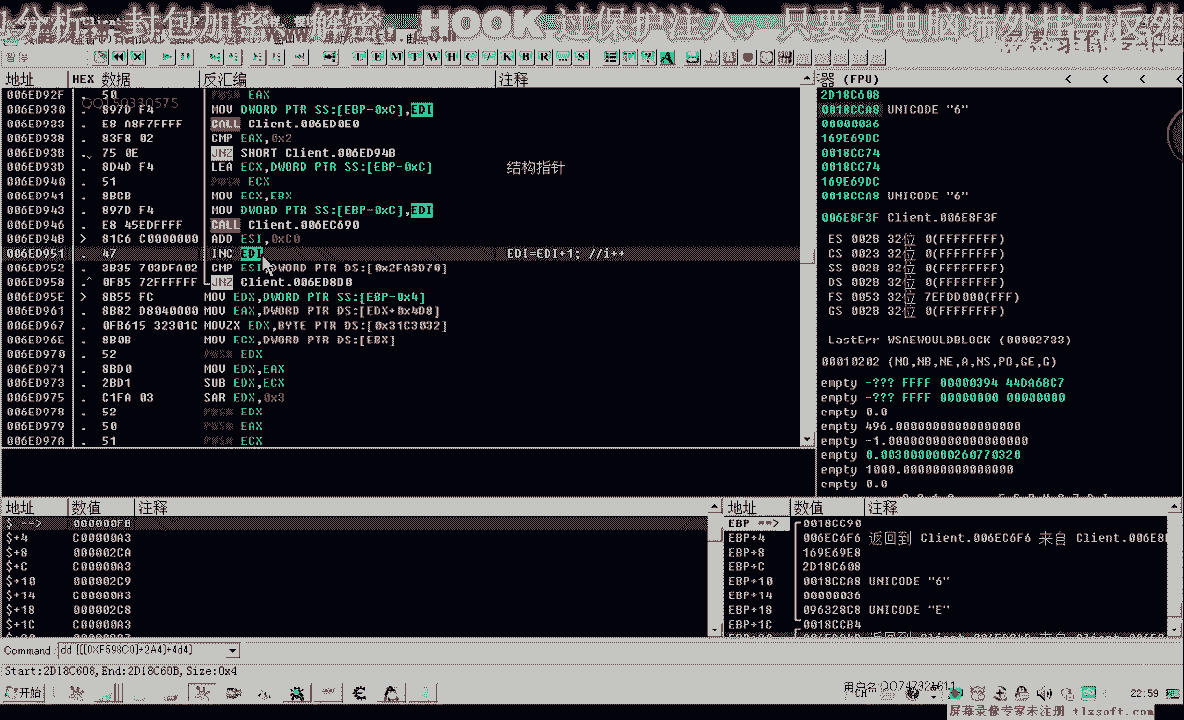 分析，封包加密，解密，HOOK 过保护注入，只要是电脑端外挂与反外
地址 HEX 数据 反汇编 注释
006ED92F . 50 PUSH EAX
006ED930 . 897D F4 MOV DWORD PTR SS:[EBP-0xC],EDI
006ED933 . E8 A8F7FFFF CALL Client.006ED0E0
006ED938 . 83F8 02 CMP EAX,0x2
006ED93B . 75 0E JNZ SHORT Client.006ED94B
006ED93D . 8D4D F4 LEA ECX,DWORD PTR SS:[EBP-0xC] 结构指针
006ED940 . 51 PUSH ECX
006ED941 . 8BCB MOV ECX,EBX
006ED943 . 897D F4 MOV DWORD PTR SS:[EBP-0xC],EDI
006ED946 . E8 45EDFFFF CALL Client.006EC690
006ED94B > 81C6 C0000000 ADD ESI,0xC0
006ED951 . 47 INC EDI EDI=EDI+1; //i++
006ED952 . 3B35 703DFA02 CMP ESI,DWORD PTR DS:[0x2FA3D70]
006ED958 .^ 0F85 72FFFFFF JNZ Client.006ED8D0
006ED95E > 8B55 FC MOV EDX,DWORD PTR SS:[EBP-0x4]
006ED961 . 8B82 D8040000 MOV EAX,DWORD PTR DS:[EDX+0x4D8]
006ED967 . 0FB615 32301C MOVZX EDX,BYTE PTR DS:[0x31C3032]
006ED96E . 8B0B MOV ECX,DWORD PTR DS:[EBX]
006ED970 . 52 PUSH EDX
006ED971 . 8BD0 MOV EDX,EAX
006ED973 . 2BD1 SUB EDX,ECX
006ED975 . C1FA 03 SAR EDX,0x3
006ED978 . 52 PUSH EDX
006ED979 . 50 PUSH EAX
006ED97A . 51 PUSH ECX
器 (FPU) < < < <
2D18C608
0018CCA8 UNICODE "6"
00000036
169E69DC
0018CC74
0018CC74
169E69DC
0018CCA8 UNICODE "6"
006E8F3F Client.006E8F3F
ES 002B 32位 0(FFFFFFFF)
CS 0023 32位 0(FFFFFFFF)
SS 002B 32位 0(FFFFFFFF)
DS 002B 32位 0(FFFFFFFF)
FS 0053 32位 7EFDD000(FFF)
GS 002B 32位 0(FFFFFFFF)
LastErr WSAEWOULDBLOCK (00002733)
00010202 (NO,NB,NE,A,NS,PO,GE,G)
empty -??? FFFF 00000394 44DA6BC7
empty -??? FFFF 00000000 00000000
empty 0.0
empty 496.0000000000000000
empty -1.0000000000000000000
empty 0.0030000000260770320
empty 1000.000000000000000
empty 0.0
地址 数值 注释
$ ==> 000000FB
$+4 C00000A3
$+8 000002CA
$+C C00000A3
$+10 000002C9
$+14 C00000A3
$+18 000002C8
$+1C C00000A3
地址 数值 注释
EBP ==> 0018CC90
EBP+4 006EC6F6 返回到 Client.006EC6F6 来自 Client.006E8
EBP+8 169E69E8
EBP+C 2D18C608
EBP+10 0018CCA8 UNICODE "6"
EBP+14 00000036
EBP+18 096328C8 UNICODE "E"
EBP+1C 0018CCB4
Command : dd [[[0XF598C0]+2A4]+4d4]
Start:2D18C608,End:2D18C60B,Size:0x4
开始
22:59
屏幕录像专家未注册 tlxsoft.com